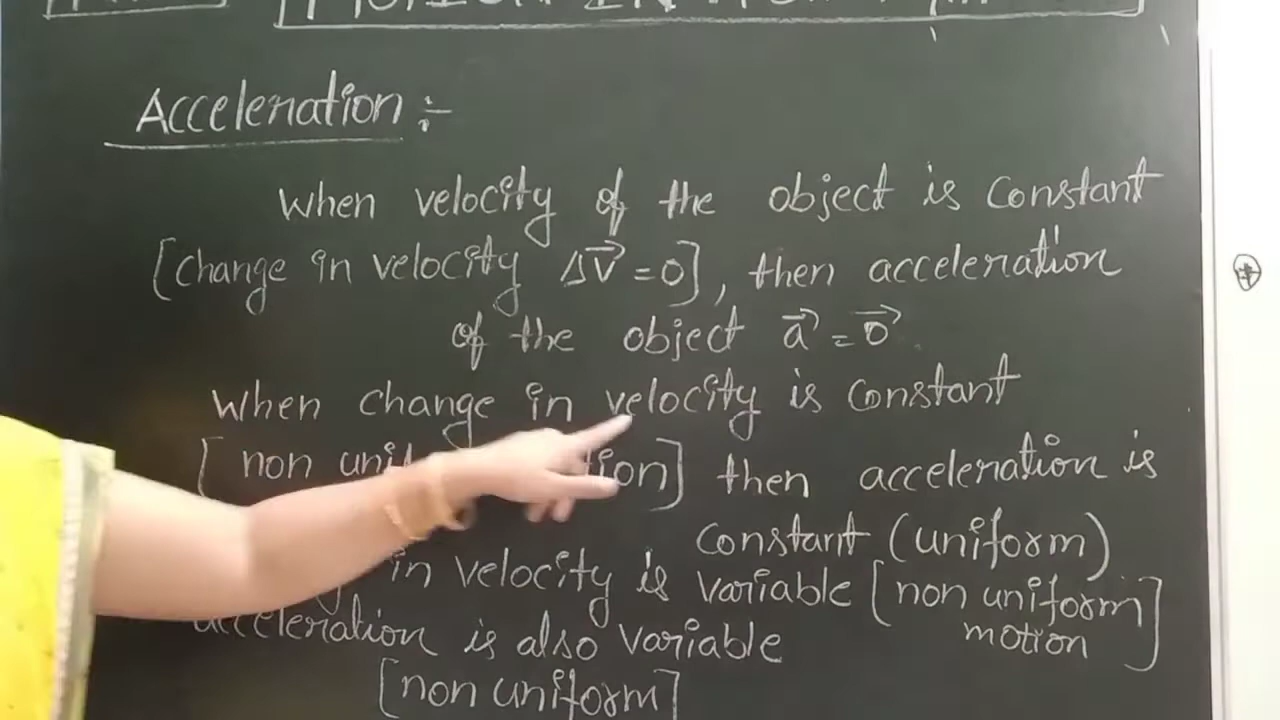 Acceleration :-
When velocity of the object is constant
[change in velocity Δv⃗ = 0], then acceleration
of the object a⃗ = 0⃗
When change in velocity is constant
[non then acceleration is
constant (uniform)
in velocity is variable [non uniform
motion]
acceleration is also variable
[non uniform]